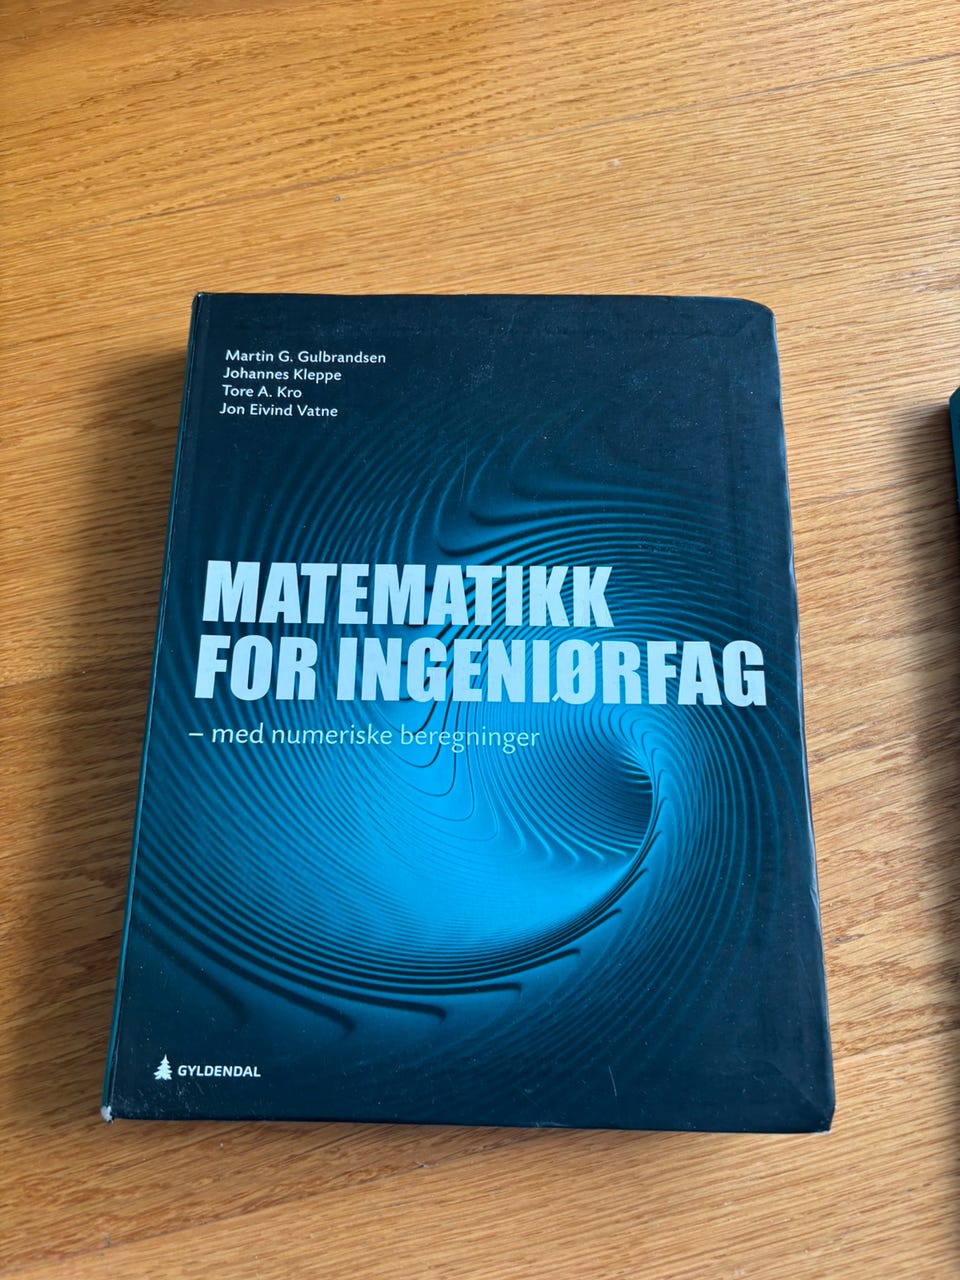 Martin G. Gulbrandsen
Johannes Kleppe
Tore A. Kro
Jon Eivind Vatne
MATEMATIKK
FOR INGENIØRFAG
– med numeriske beregninger
GYLDENDAL